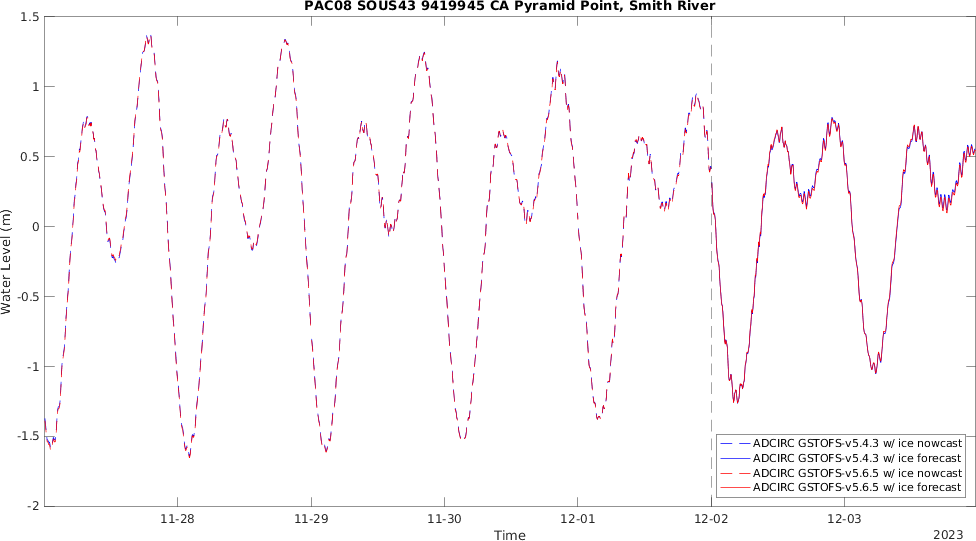 PAC08 SOUS43 9419945 CA Pyramid Point, Smith River
1.5
1
0.5
0
-0.5
-1
-1.5
-2
Water Level (m)
11-28
11-29
11-30
12-01
12-02
12-03
Time
2023
ADCIRC GSTOFS-v5.4.3 w/ ice nowcast
ADCIRC GSTOFS-v5.4.3 w/ ice forecast
ADCIRC GSTOFS-v5.6.5 w/ ice nowcast
ADCIRC GSTOFS-v5.6.5 w/ ice forecast